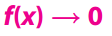 f(x) → 0